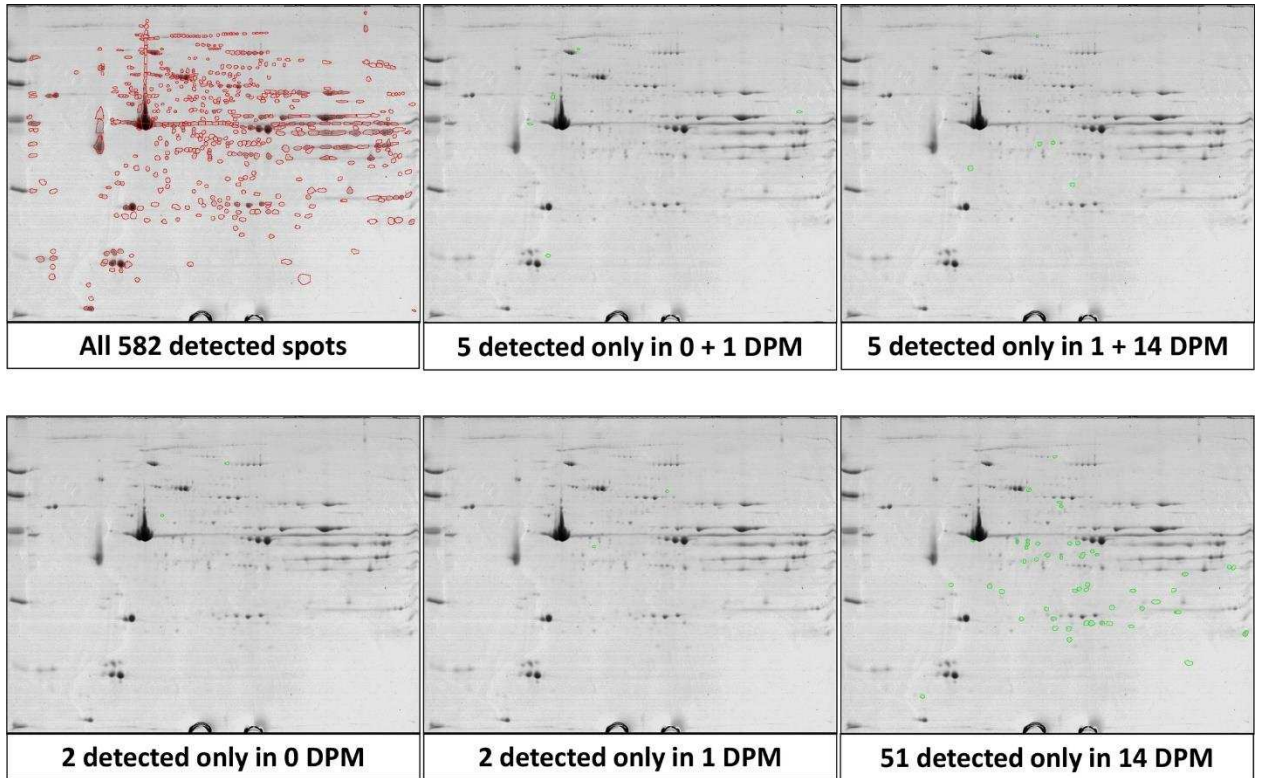 All 582 detected spots
5 detected only in 0 + 1 DPM
5 detected only in 1 + 14 DPM
2 detected only in 0 DPM
2 detected only in 1 DPM
51 detected only in 14 DPM